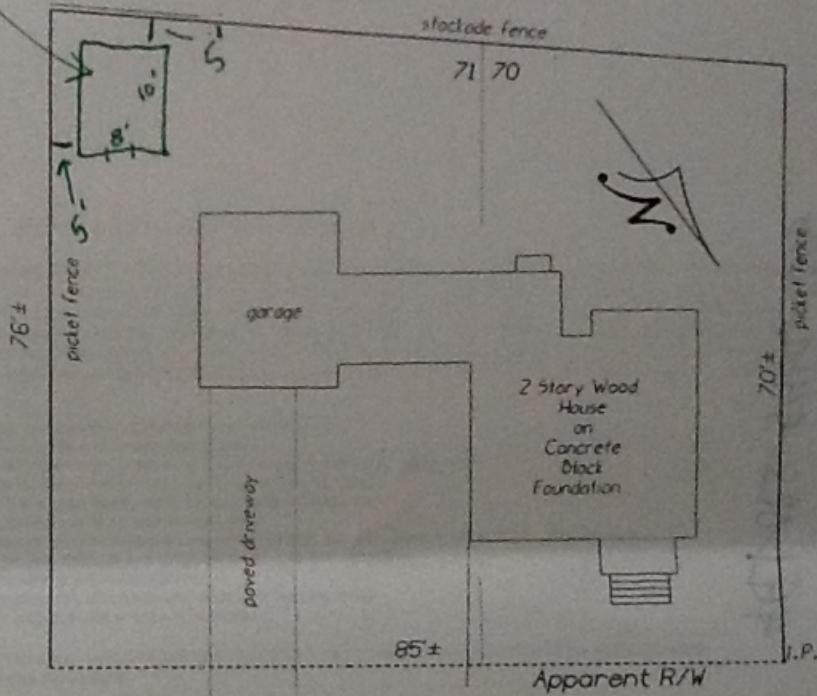 stockade fence
71 70
5
10'
8'
5'
N
76'±
picket fence
garage
picket fence
70'±
2 Story Wood
House
on
Concrete
Block
Foundation
paved driveway
85'±
I.P.
Apparent R/W